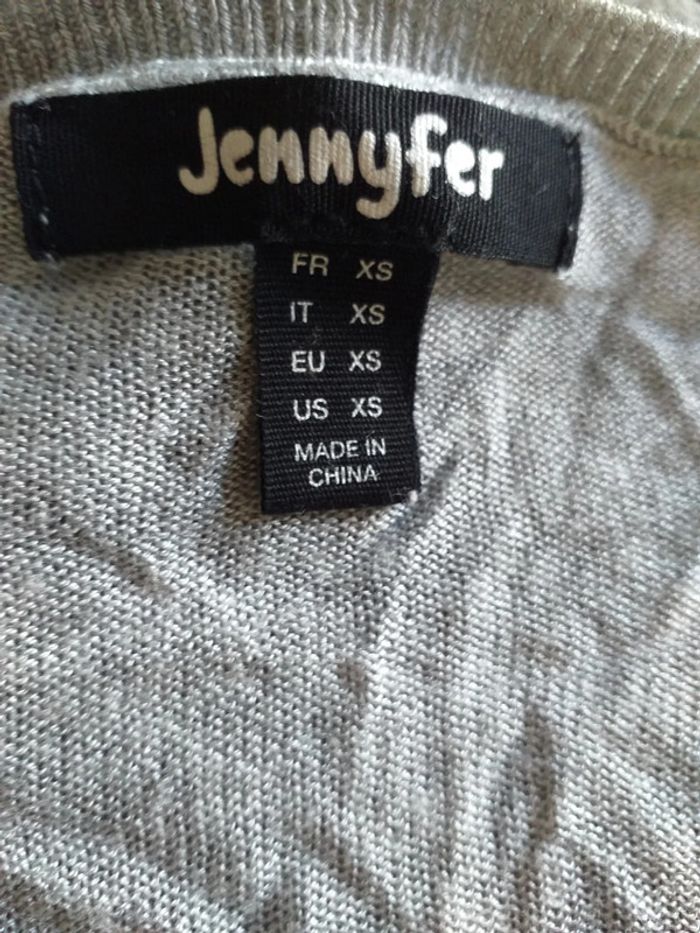 Jennyfer
FR XS
IT XS
EU XS
US XS
MADE IN
CHINA